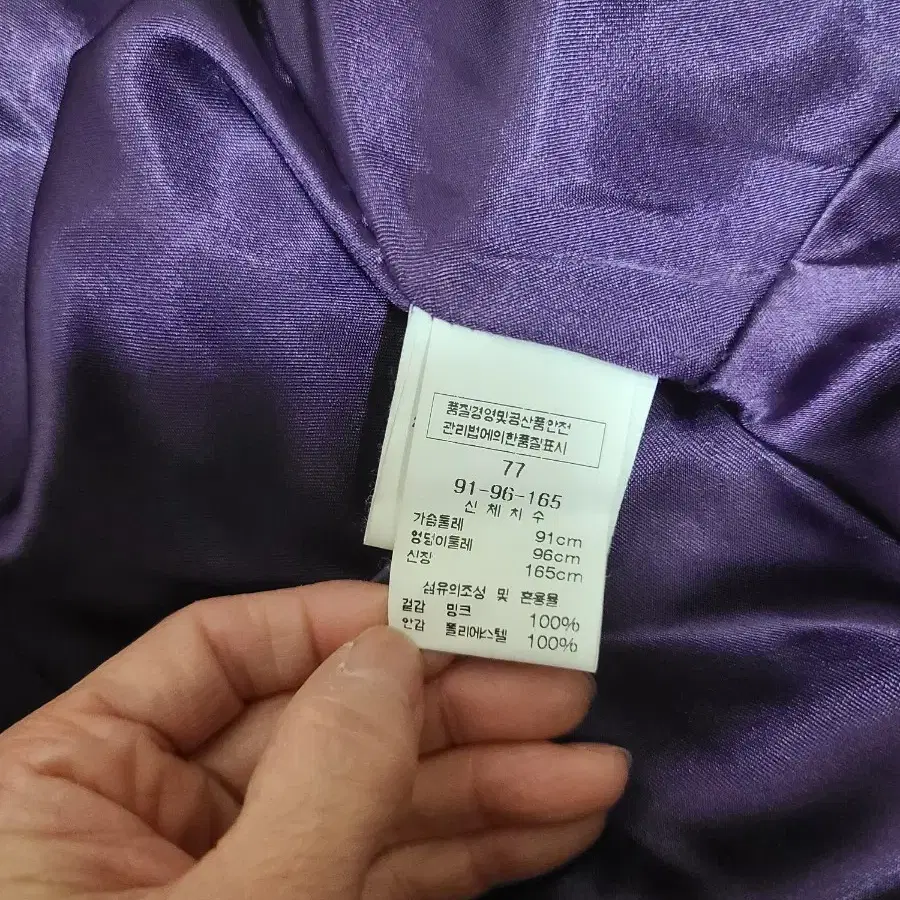 품질경영및공산품안전
관리법에의한품질표시
77
91-96-165
신 체 치 수
가슴둘레 91cm
엉덩이둘레 96cm
신장 165cm
섬유의조성 및 혼용율
겉감 밍크 100%
안감 폴리에스텔 100%